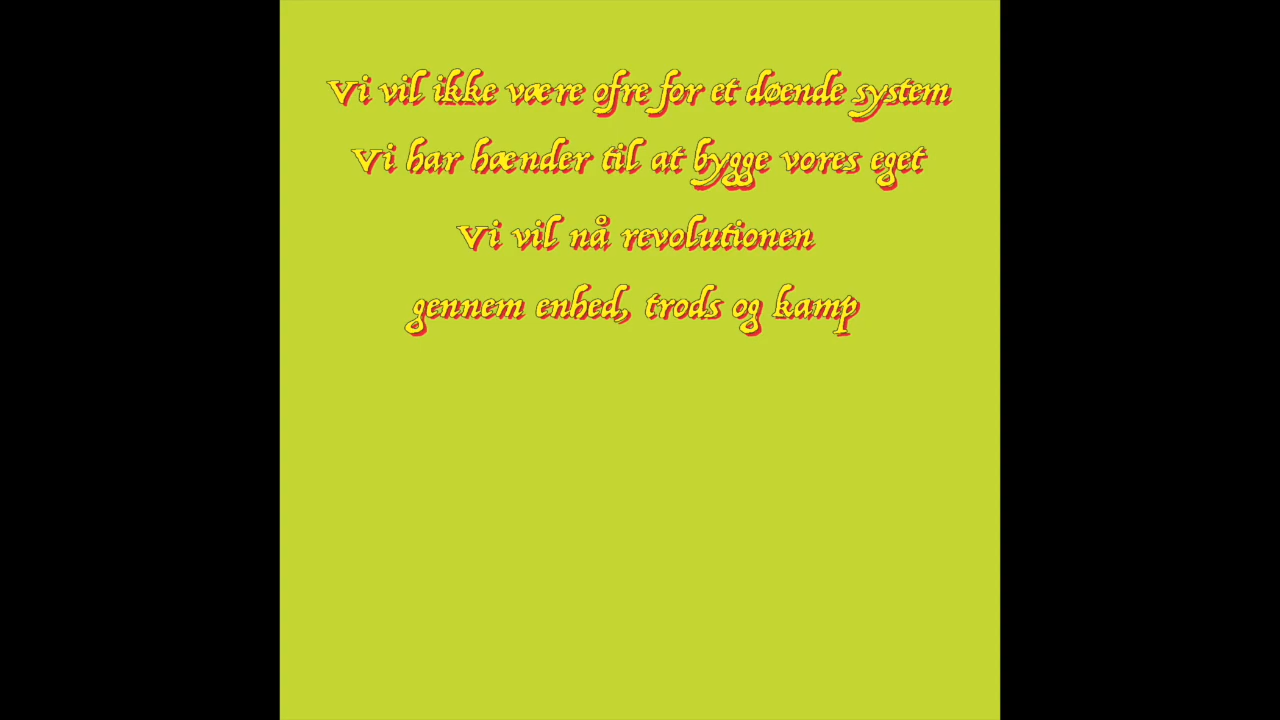 Vi vil ikke være ofre for et døende system
Vi har hænder til at bygge vores eget
Vi vil nå revolutionen
gennem enhed, trods og kamp